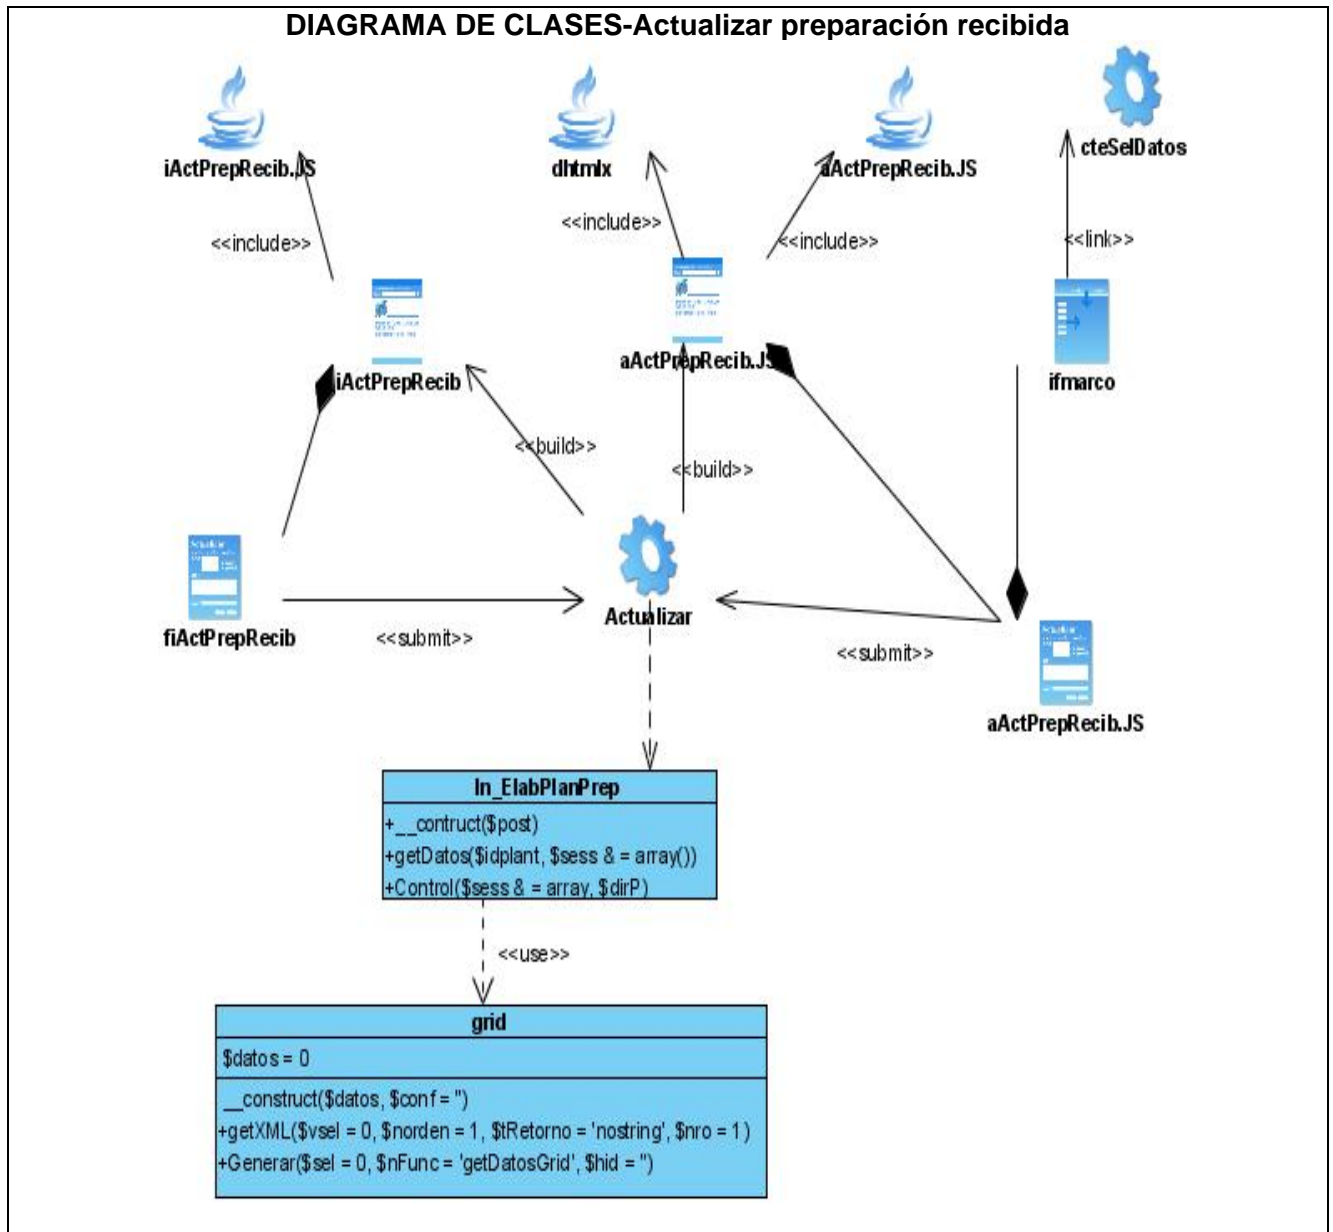 DIAGRAMA DE CLASES-Actualizar preparación recibida
iActPrepRecib.JS
dhtmlx
aActPrepRecib.JS
cteSelDatos
<<include>>
<<include>>
<<include>>
<<link>>
iActPrepRecib
aActPrepRecib.JS
ifmarco
<<build>>
<<build>>
fiActPrepRecib
<<submit>>
Actualizar
<<submit>>
aActPrepRecib.JS
ln_ElabPlanPrep
+__contruct($post)
+getDatos($idplant, $sess & = array())
+Control($sess & = array, $dirP)
<<use>>
grid
$datos = 0
__construct($datos, $conf = '')
+getXML($vsel = 0, $norden = 1, $tRetorno = 'nostring', $nro = 1)
+Generar($sel = 0, $nFunc = 'getDatosGrid', $hid = '')